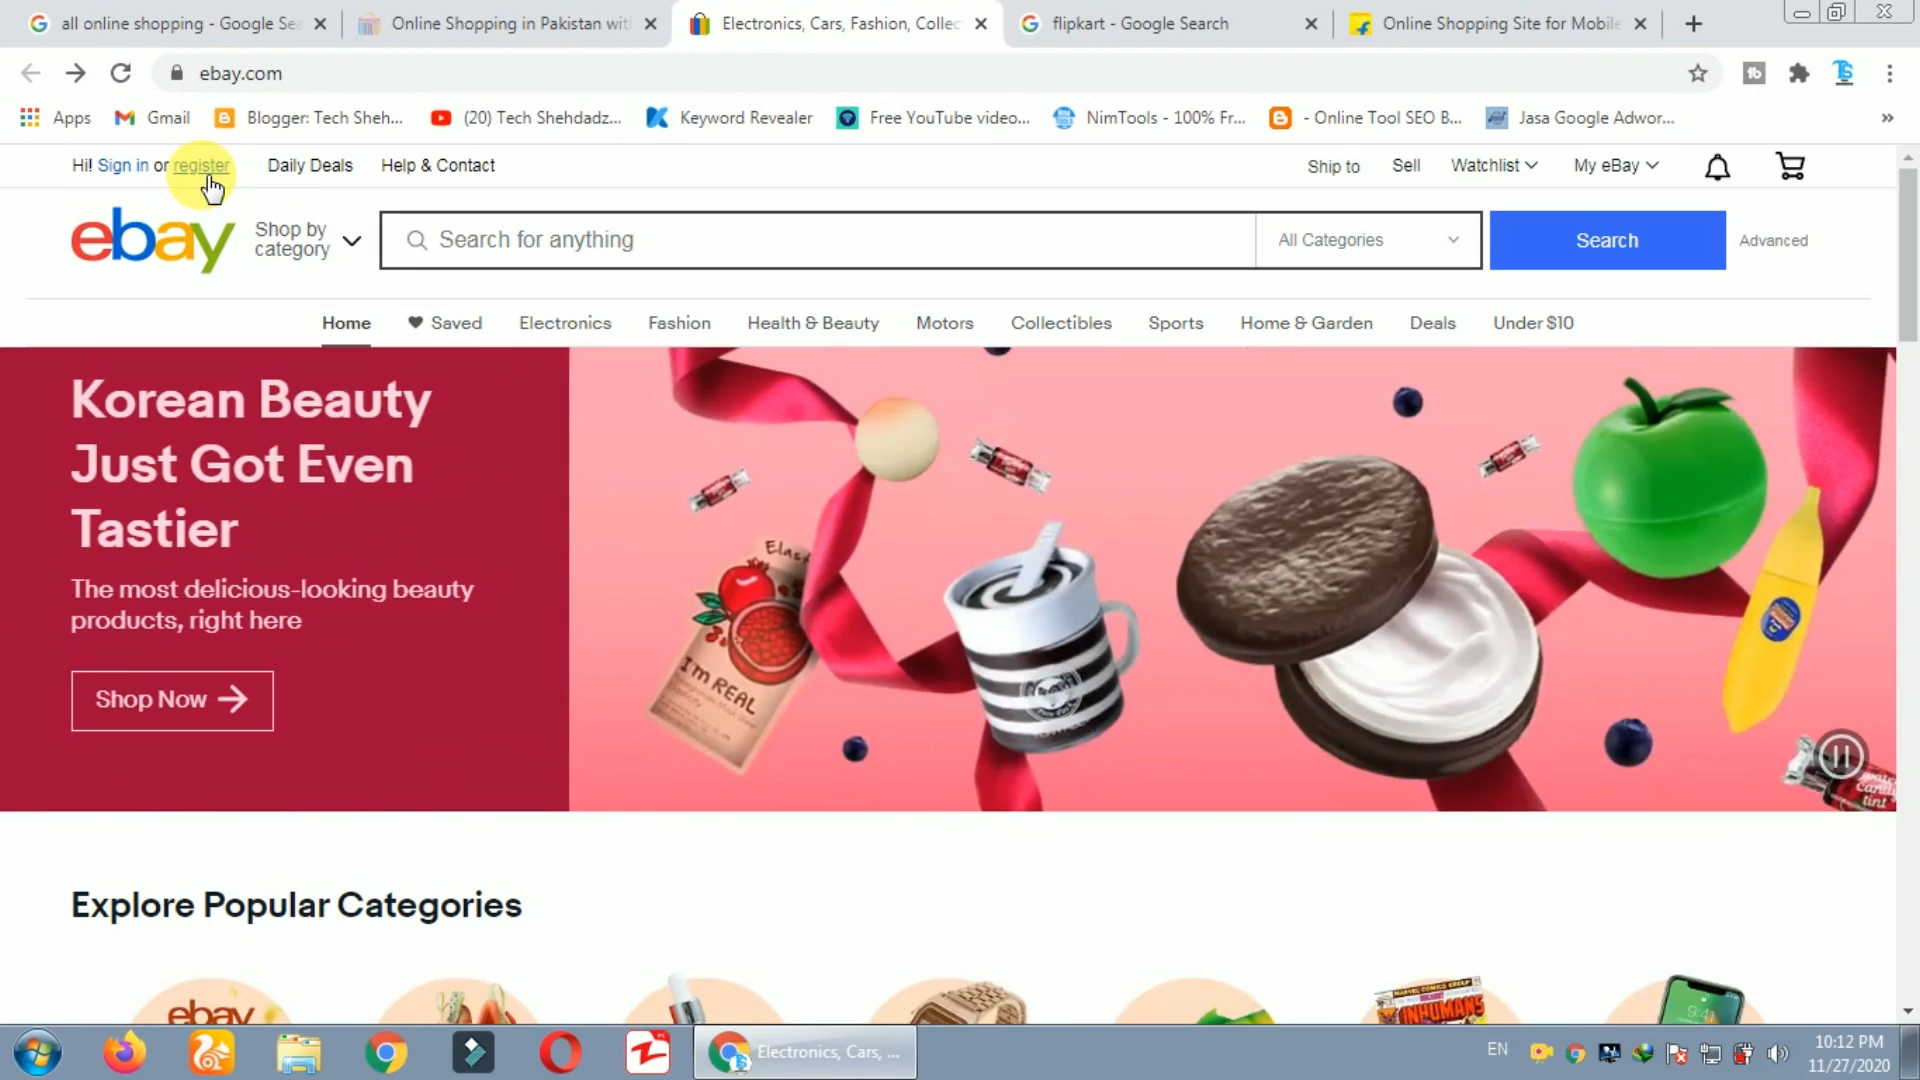 all online shopping - Google Sea
Online Shopping in Pakistan wit
Electronics, Cars, Fashion, Collec
flipkart - Google Search
Online Shopping Site for Mobile
ebay.com
Apps
Gmail
Blogger: Tech Sheh...
(20) Tech Shehdadz...
Keyword Revealer
Free YouTube video...
NimTools - 100% Fr...
- Online Tool SEO B...
Jasa Google Adwor...
Hi! Sign in or register
Daily Deals
Help & Contact
Ship to
Sell
Watchlist
My eBay
ebay
Shop by
category
Search for anything
All Categories
Search
Advanced
Home
Saved
Electronics
Fashion
Health & Beauty
Motors
Collectibles
Sports
Home & Garden
Deals
Under $10
Korean Beauty
Just Got Even
Tastier
The most delicious-looking beauty
products, right here
Shop Now
I'm REAL
Explore Popular Categories
ebay
INHUMANS
9:41
Electronics, Cars, ...
EN
10:12 PM
11/27/2020